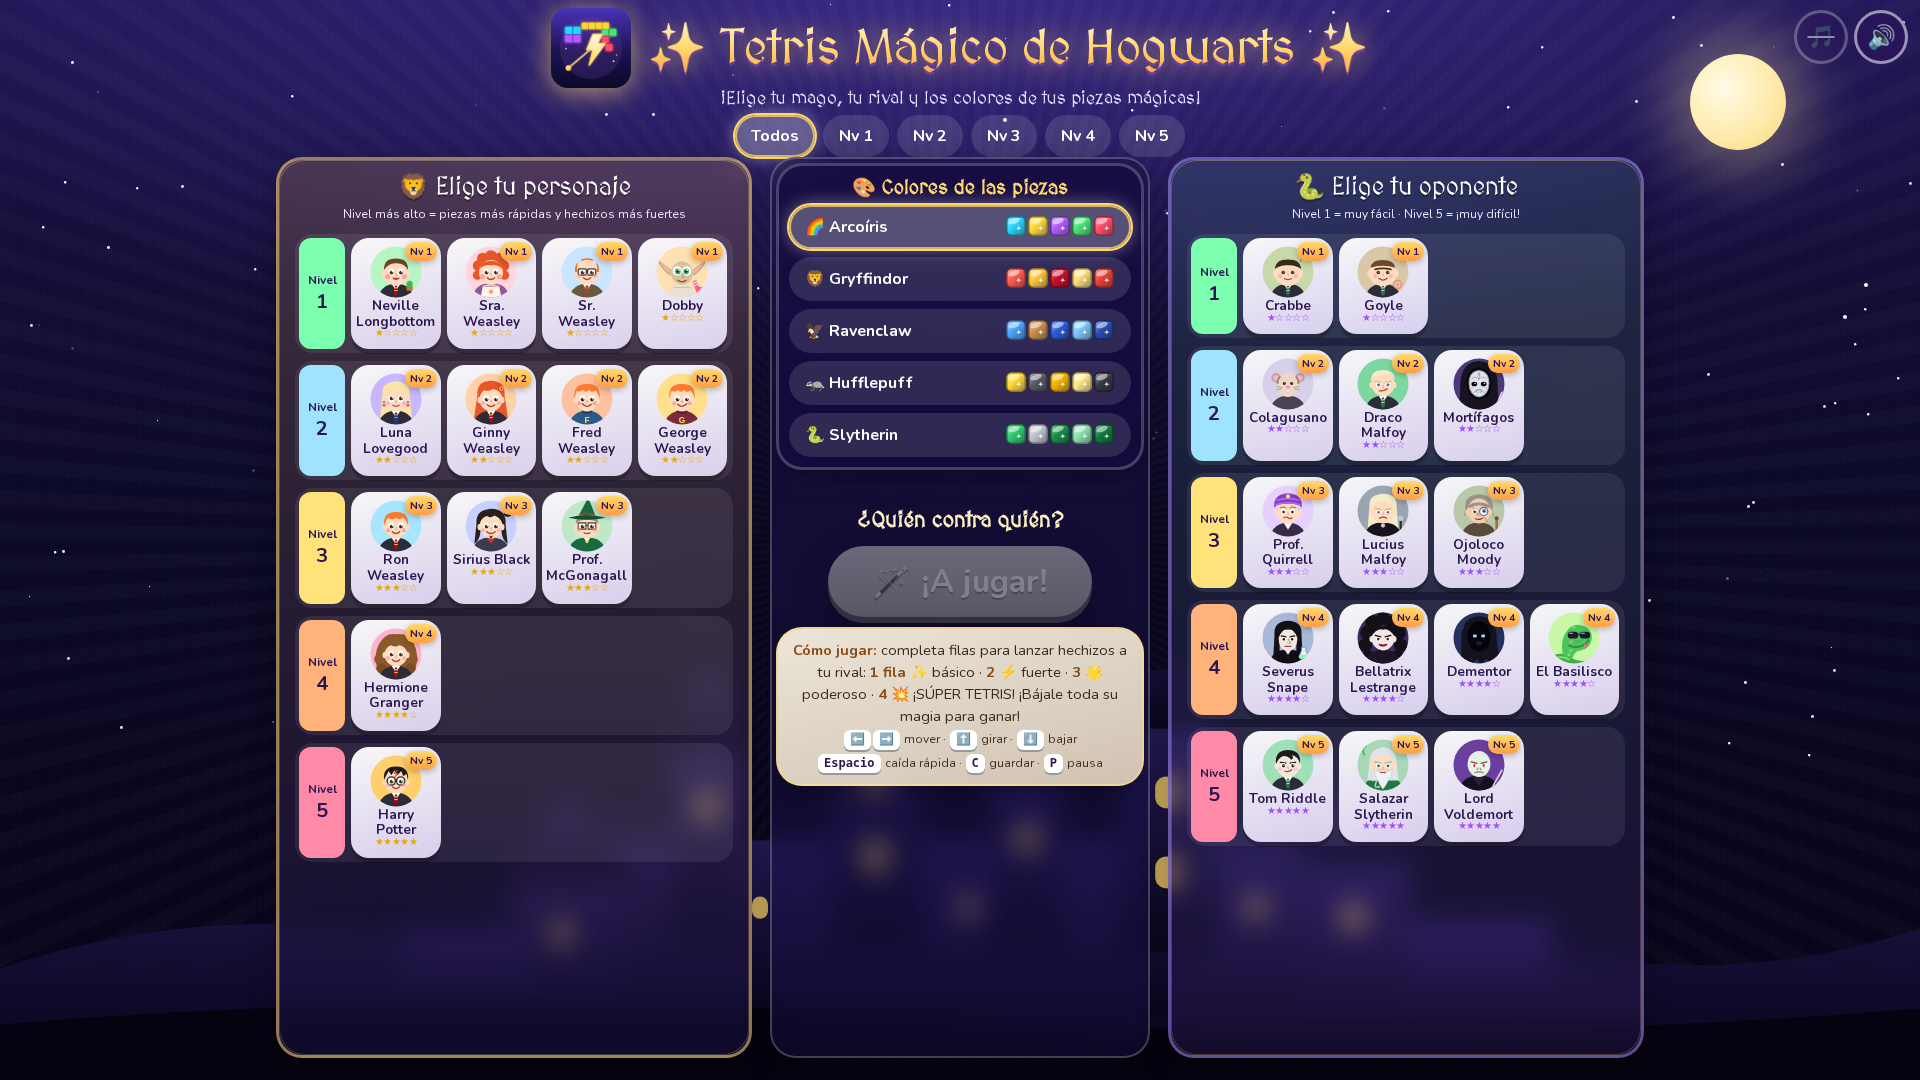 ✨ Tetris Mágico de Hogwarts ✨
¡Elige tu mago, tu rival y los colores de tus piezas mágicas!
Todos
Nv 1
Nv 2
Nv 3
Nv 4
Nv 5
🦁 Elige tu personaje
Nivel más alto = piezas más rápidas y hechizos más fuertes
Nivel
1
Nv 1
Neville
Longbottom
★☆☆☆☆
Nv 1
Sra.
Weasley
★☆☆☆☆
Nv 1
Sr.
Weasley
★☆☆☆☆
Nv 1
Dobby
★☆☆☆☆
Nivel
2
Nv 2
Luna
Lovegood
★★☆☆☆
Nv 2
Ginny
Weasley
★★☆☆☆
Nv 2
Fred
Weasley
★★☆☆☆
F
Nv 2
George
Weasley
★★☆☆☆
G
Nivel
3
Nv 3
Ron
Weasley
★★★☆☆
Nv 3
Sirius Black
★★★☆☆
Nv 3
Prof.
McGonagall
★★★☆☆
Nivel
4
Nv 4
Hermione
Granger
★★★★☆
Nivel
5
Nv 5
Harry
Potter
★★★★★
🎨 Colores de las piezas
🌈 Arcoíris
🦁 Gryffindor
🦅 Ravenclaw
🦡 Hufflepuff
🐍 Slytherin
¿Quién contra quién?
🪄 ¡A jugar!
Cómo jugar: completa filas para lanzar hechizos a
tu rival: 1 fila ✨ básico · 2 ⚡ fuerte · 3 🌟
poderoso · 4 💥 ¡SÚPER TETRIS! ¡Bájale toda su
magia para ganar!
⬅️ ➡️ mover · ⬆️ girar · ⬇️ bajar
Espacio caída rápida · C guardar · P pausa
🐍 Elige tu oponente
Nivel 1 = muy fácil · Nivel 5 = ¡muy difícil!
Nivel
1
Nv 1
Crabbe
★☆☆☆☆
Nv 1
Goyle
★☆☆☆☆
Nivel
2
Nv 2
Colagusano
★★☆☆☆
Nv 2
Draco
Malfoy
★★☆☆☆
Nv 2
Mortífagos
★★☆☆☆
Nivel
3
Nv 3
Prof.
Quirrell
★★★☆☆
Nv 3
Lucius
Malfoy
★★★☆☆
Nv 3
Ojoloco
Moody
★★★☆☆
Nivel
4
Nv 4
Severus
Snape
★★★★☆
Nv 4
Bellatrix
Lestrange
★★★★☆
Nv 4
Dementor
★★★★☆
Nv 4
El Basilisco
★★★★☆
Nivel
5
Nv 5
Tom Riddle
★★★★★
Nv 5
Salazar
Slytherin
★★★★★
Nv 5
Lord
Voldemort
★★★★★